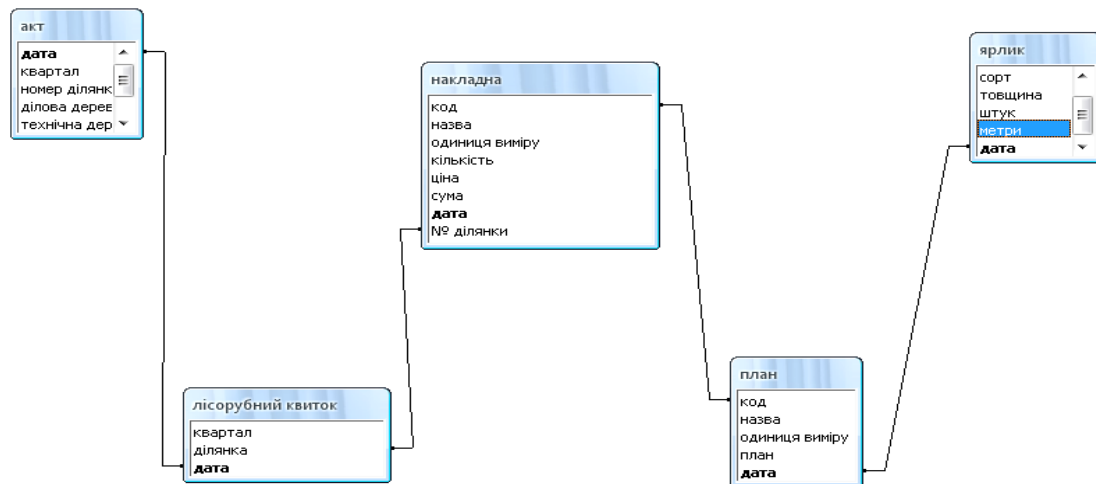 акт
дата
квартал
номер ділянк
ділова дерев
технічна дер
накладна
код
назва
одиниця виміру
кількість
ціна
сума
дата
№ ділянки
ярлик
сорт
товщина
штук
метри
дата
лісорубний квиток
квартал
ділянка
дата
план
код
назва
одиниця виміру
план
дата